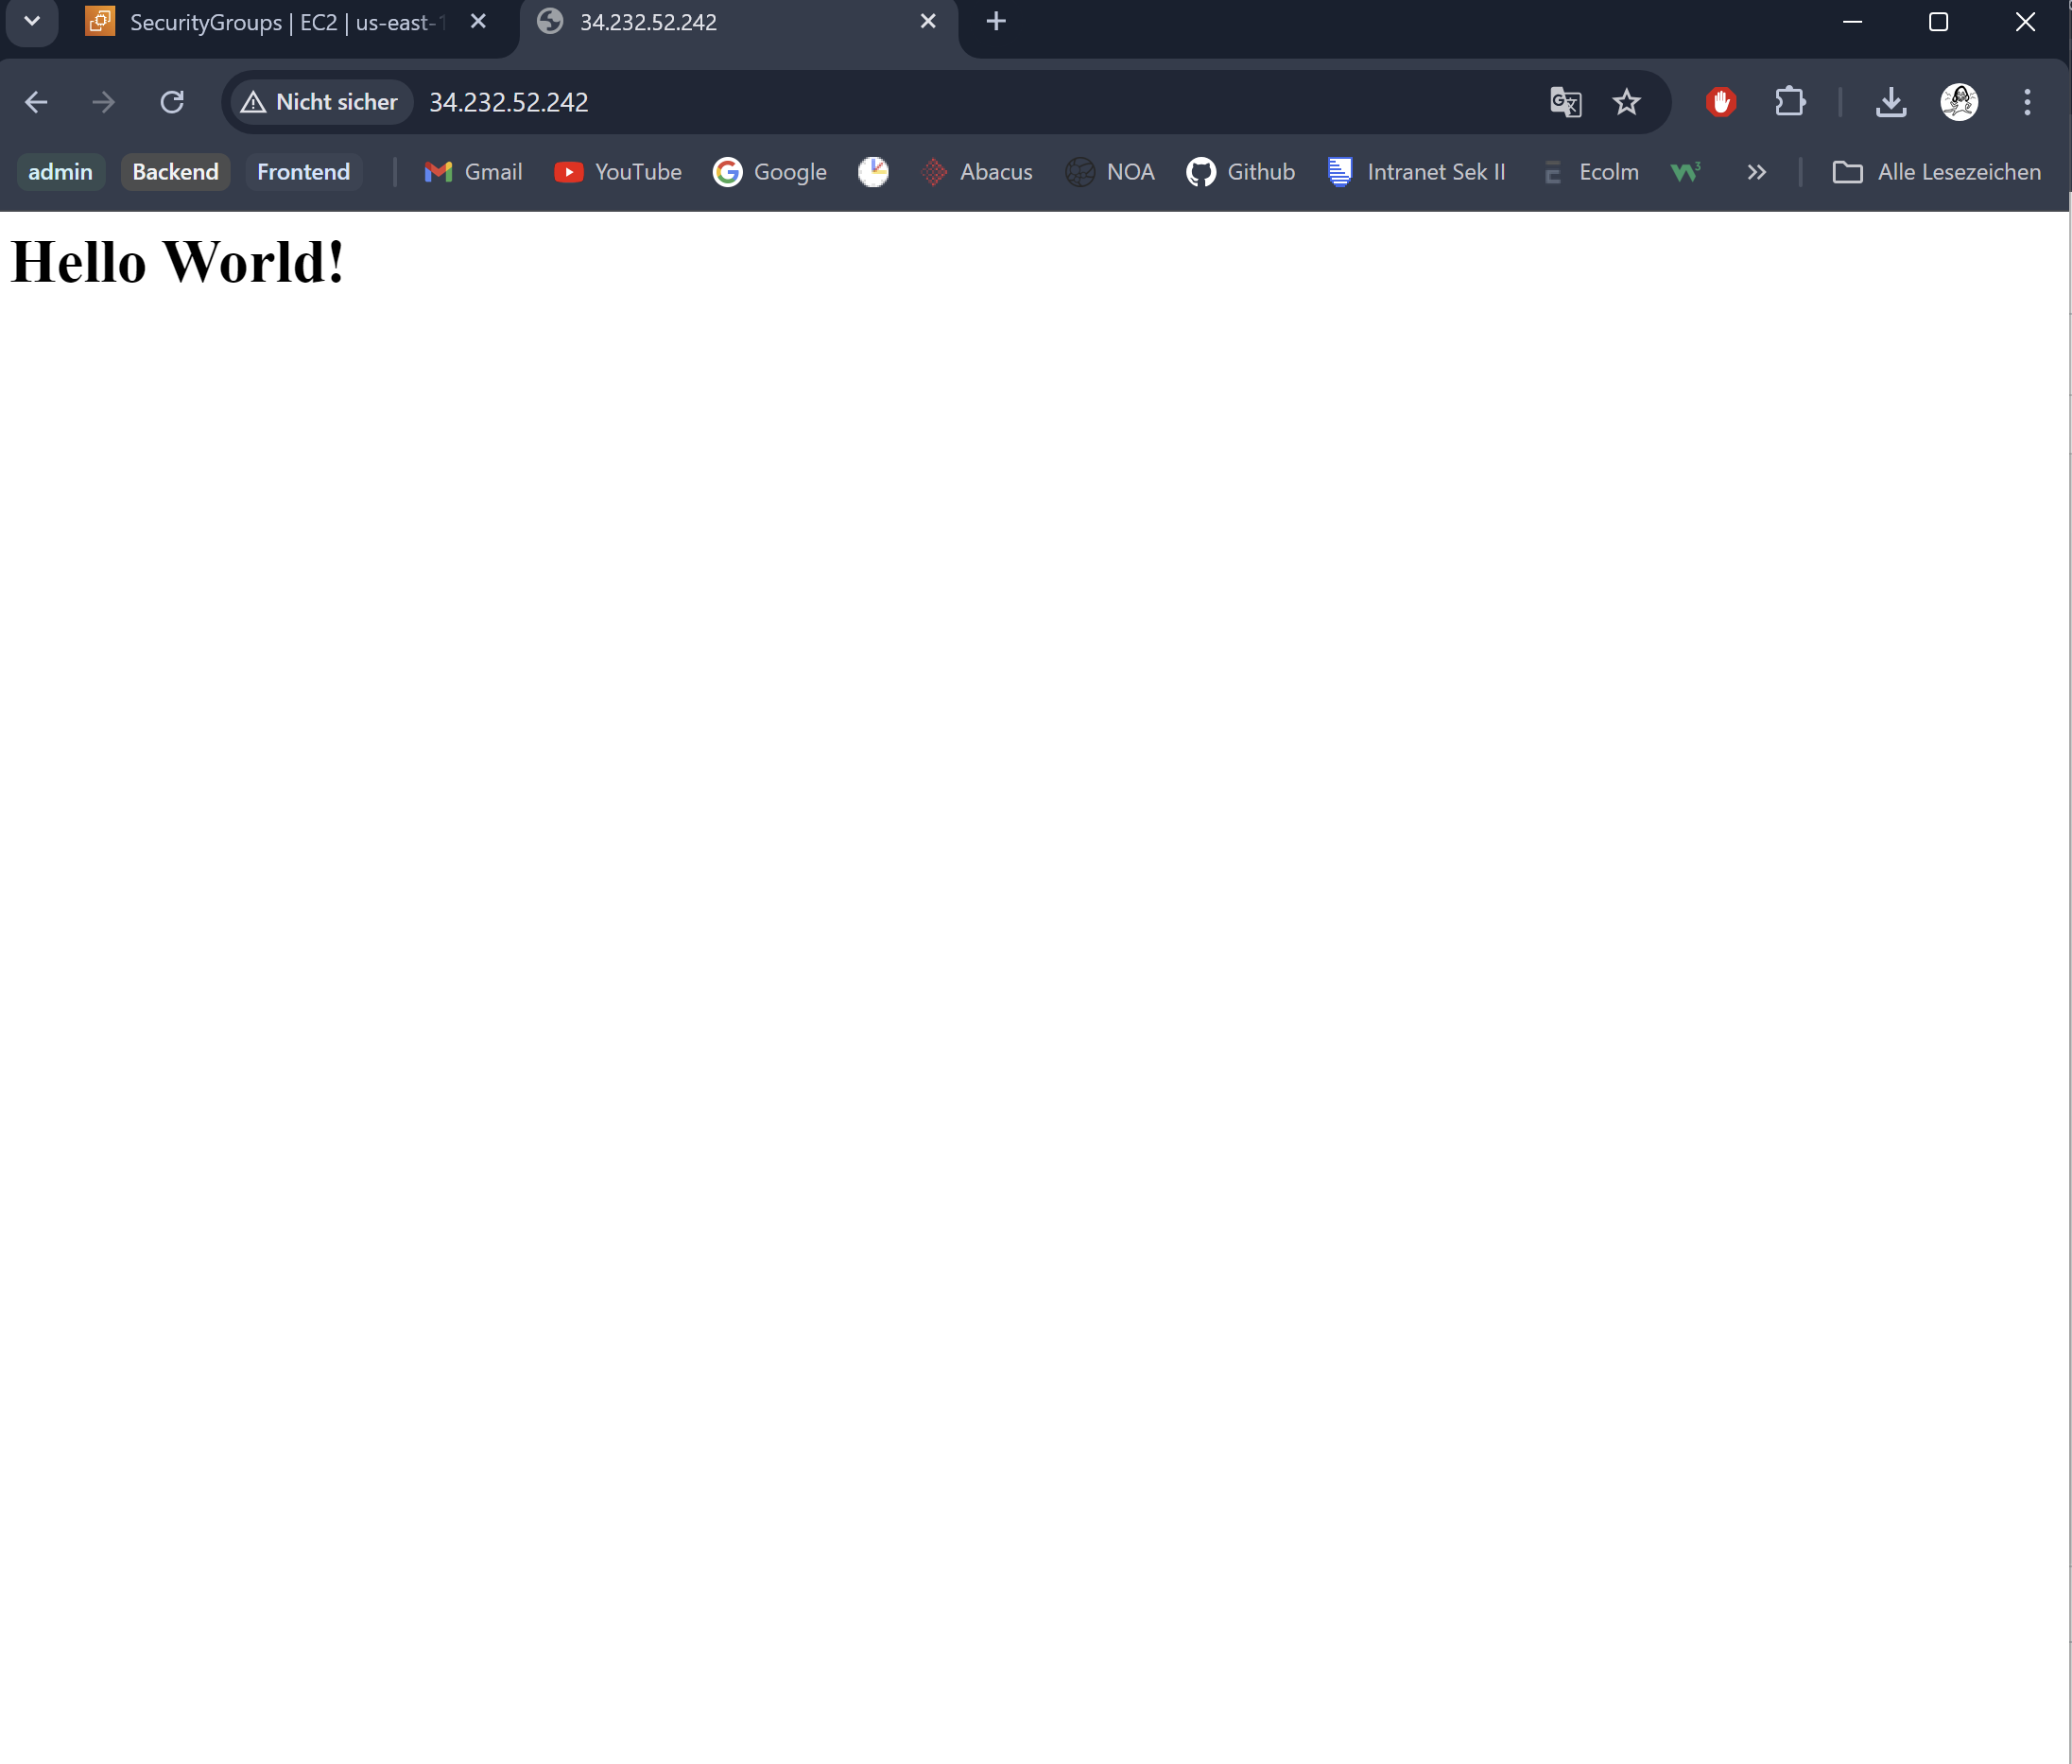 SecurityGroups | EC2 | us-east-1
34.232.52.242
Nicht sicher
34.232.52.242
admin
Backend
Frontend
Gmail
YouTube
Google
Abacus
NOA
Github
Intranet Sek II
Ecolm
Alle Lesezeichen
Hello World!